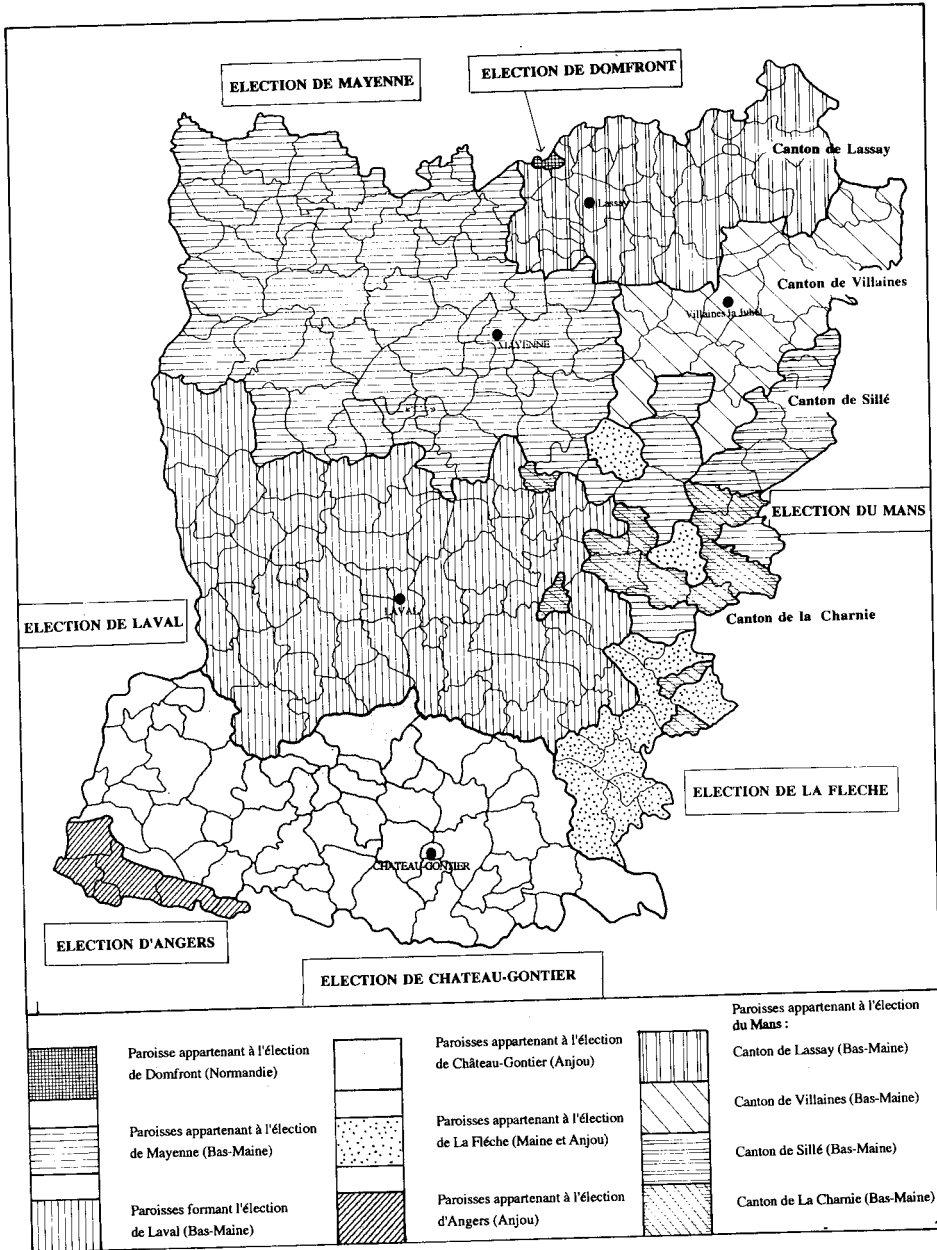 ELECTION DE MAYENNE
ELECTION DE DOMFRONT
Canton de Lassay
Lassay
Canton de Villaines
Villaines la Juhel
MAYENNE
Canton de Sillé
ELECTION DU MANS
LAVAL
ELECTION DE LAVAL
Canton de la Charnie
ELECTION DE LA FLECHE
CHATEAU-GONTIER
ELECTION D'ANGERS
ELECTION DE CHATEAU-GONTIER
Paroisse appartenant à l'élection
de Domfront (Normandie)
Paroisses appartenant à l'élection
de Mayenne (Bas-Maine)
Paroisses formant l'élection
de Laval (Bas-Maine)
Paroisses appartenant à l'élection
de Château-Gontier (Anjou)
Paroisses appartenant à l'élection
de La Fléche (Maine et Anjou)
Paroisses appartenant à l'élection
d'Angers (Anjou)
Paroisses appartenant à l'élection
du Mans :
Canton de Lassay (Bas-Maine)
Canton de Villaines (Bas-Maine)
Canton de Sillé (Bas-Maine)
Canton de La Charnie (Bas-Maine)